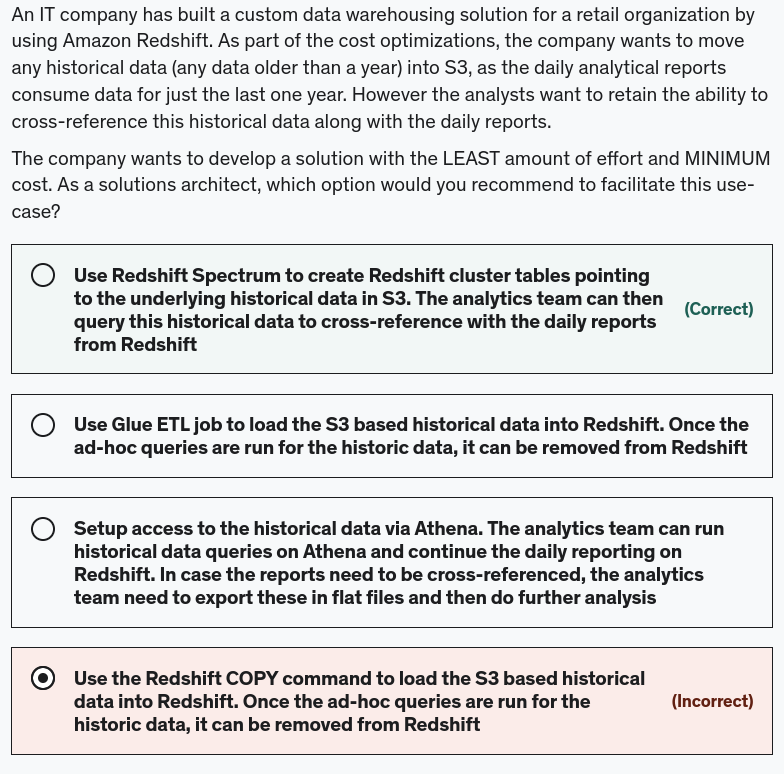 An IT company has built a custom data warehousing solution for a retail organization by
using Amazon Redshift. As part of the cost optimizations, the company wants to move
any historical data (any data older than a year) into S3, as the daily analytical reports
consume data for just the last one year. However the analysts want to retain the ability to
cross-reference this historical data along with the daily reports.
The company wants to develop a solution with the LEAST amount of effort and MINIMUM
cost. As a solutions architect, which option would you recommend to facilitate this use-
case?
Use Redshift Spectrum to create Redshift cluster tables pointing
to the underlying historical data in S3. The analytics team can then
query this historical data to cross-reference with the daily reports
from Redshift
(Correct)
Use Glue ETL job to load the S3 based historical data into Redshift. Once the
ad-hoc queries are run for the historic data, it can be removed from Redshift
Setup access to the historical data via Athena. The analytics team can run
historical data queries on Athena and continue the daily reporting on
Redshift. In case the reports need to be cross-referenced, the analytics
team need to export these in flat files and then do further analysis
Use the Redshift COPY command to load the S3 based historical
data into Redshift. Once the ad-hoc queries are run for the
historic data, it can be removed from Redshift
(Incorrect)